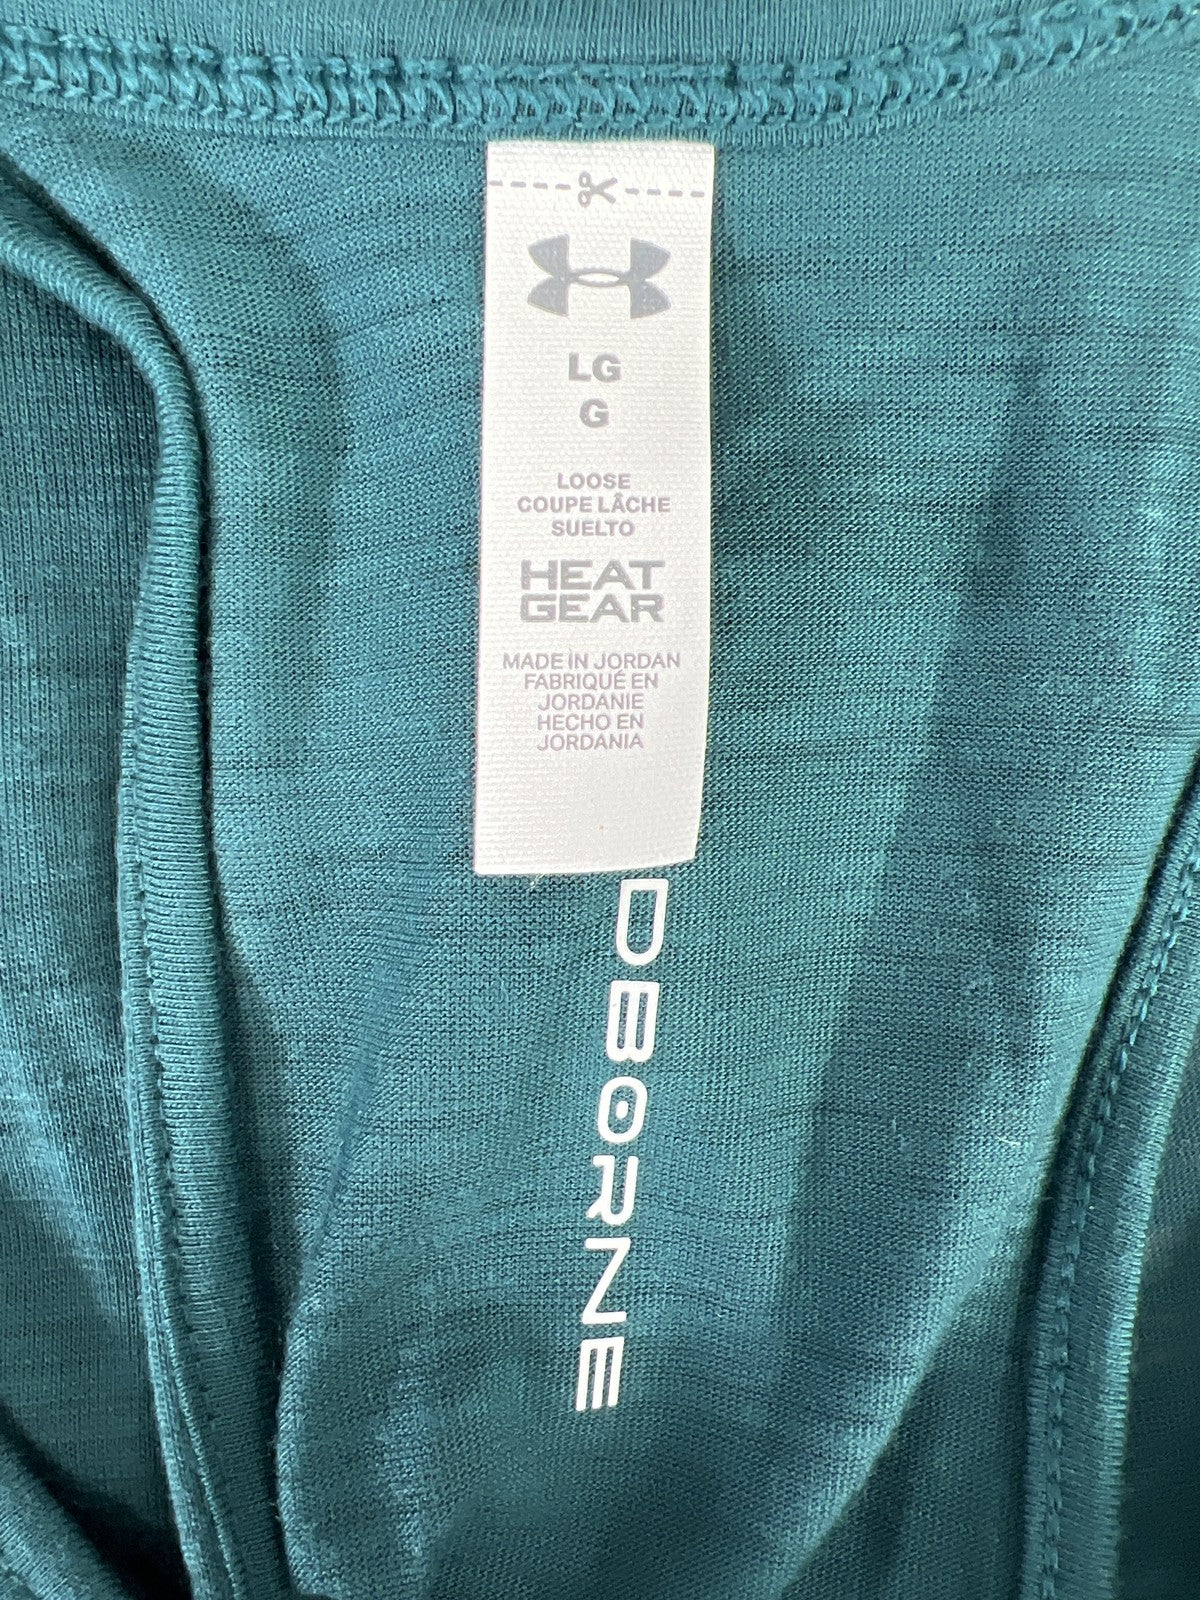 LG
G
LOOSE
COUPE LÂCHE
SUELTO
HEAT
GEAR
MADE IN JORDAN
FABRIQUÉ EN
JORDANIE
HECHO EN
JORDANIA
DBORNE